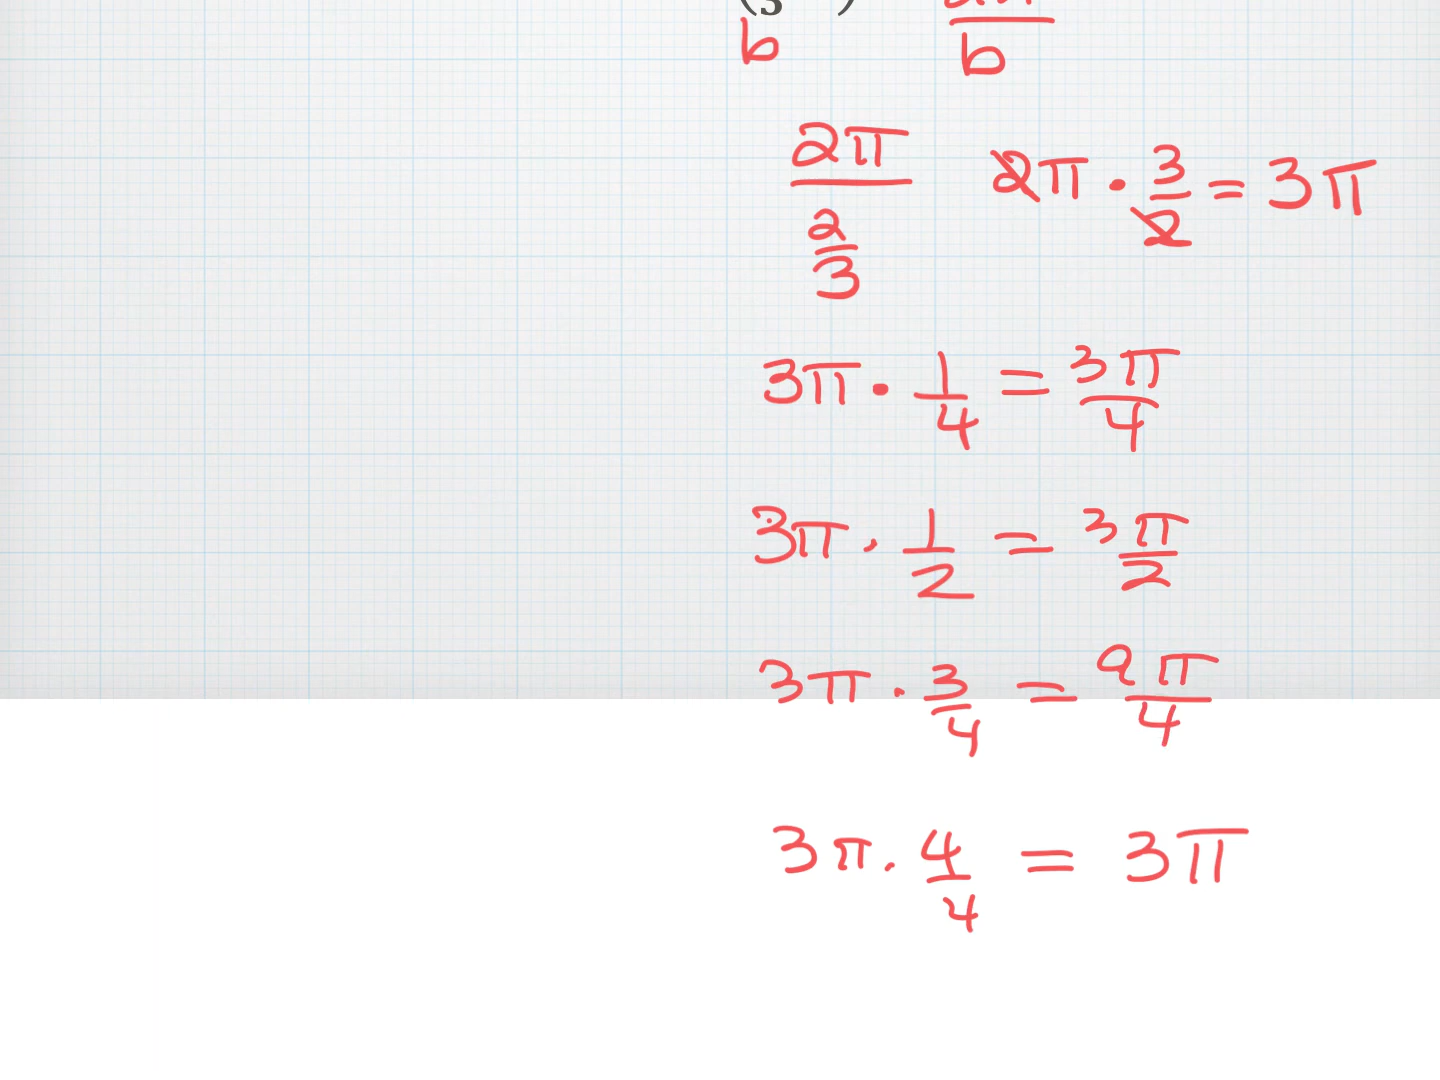 (3 )
b b
2π / 2/3 2π · 3/2 = 3π
3π · 1/4 = 3π/4
3π · 1/2 = 3π/2
3π · 3/4 = 9π/4
3π · 4/4 = 3π